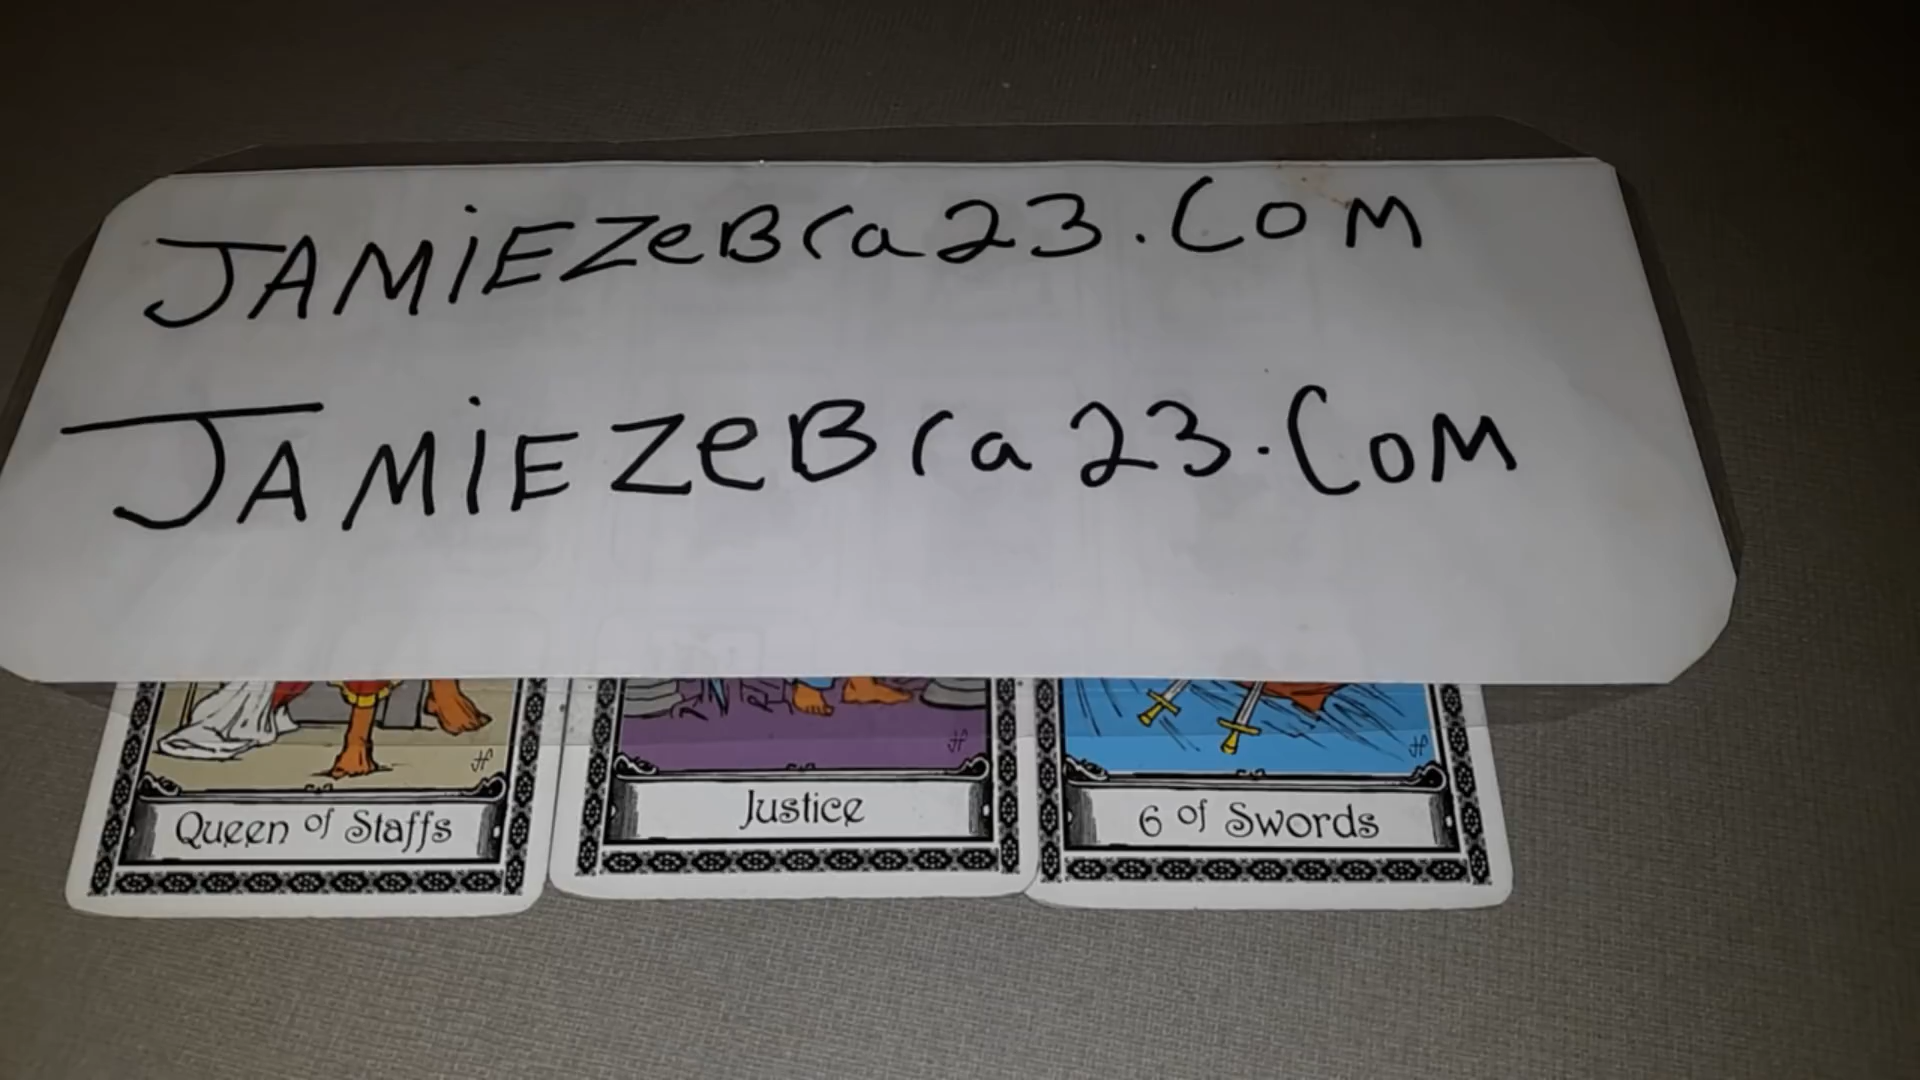 JAMiEZeBra23.CoM
JAMiEZeBra23.CoM
Queen of Staffs
Justice
6 of Swords